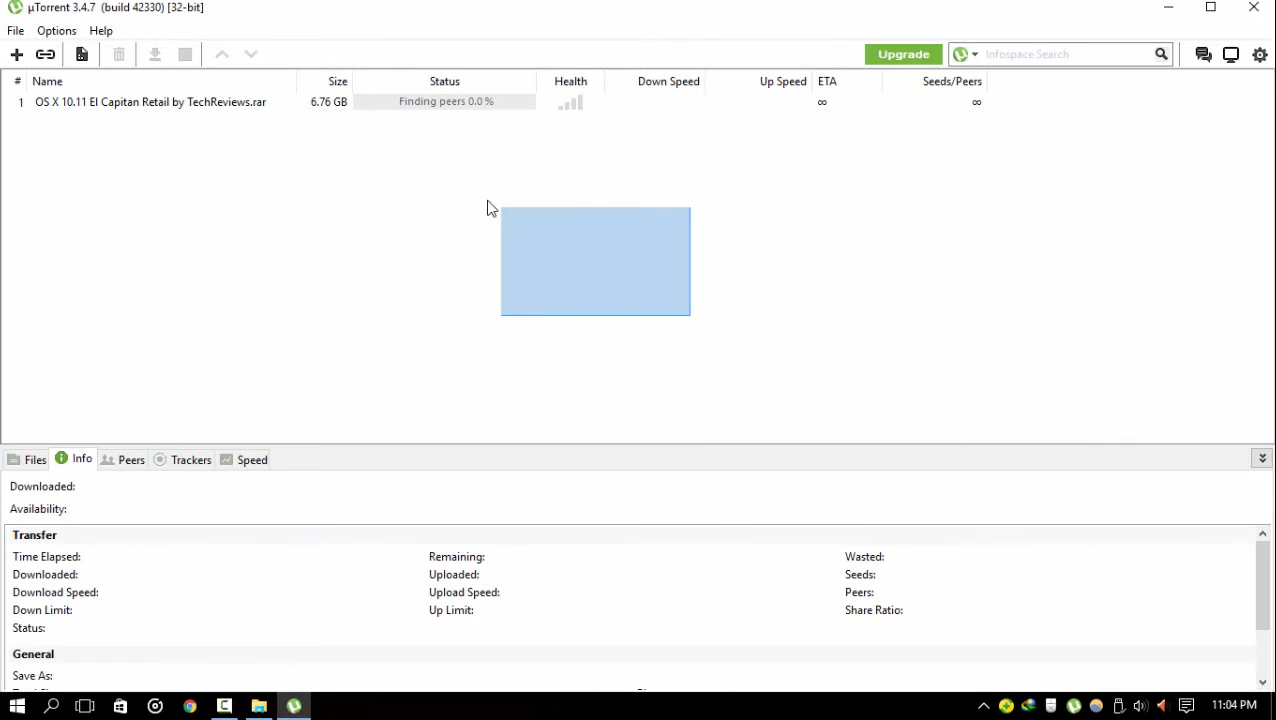 µTorrent 3.4.7 (build 42330) [32-bit]
File Options Help
Upgrade Infospace Search
# Name Size Status Health Down Speed Up Speed ETA Seeds/Peers
1 OS X 10.11 El Capitan Retail by TechReviews.rar 6.76 GB Finding peers 0.0 % ∞ ∞
Files Info Peers Trackers Speed
Downloaded:
Availability:
Transfer
Time Elapsed: Remaining: Wasted:
Downloaded: Uploaded: Seeds:
Download Speed: Upload Speed: Peers:
Down Limit: Up Limit: Share Ratio:
Status:
General
Save As:
11:04 PM